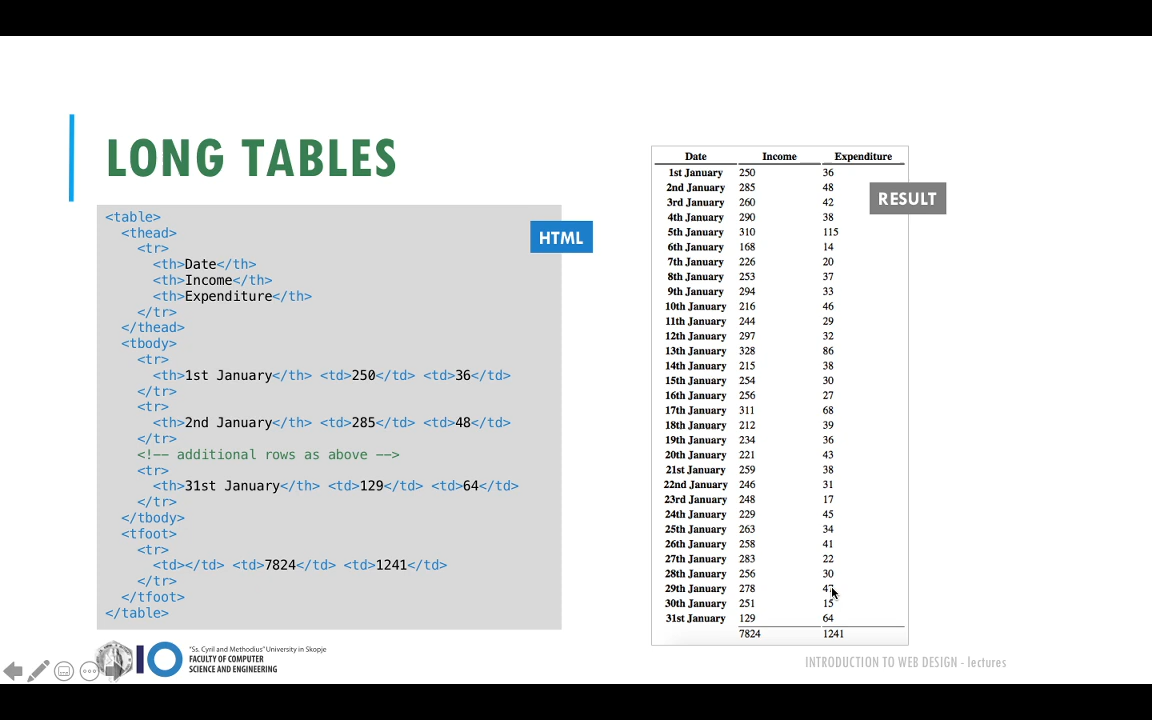 LONG TABLES
<table>
<thead>
<tr>
<th>Date</th>
<th>Income</th>
<th>Expenditure</th>
</tr>
</thead>
<tbody>
<tr>
<th>1st January</th> <td>250</td> <td>36</td>
</tr>
<tr>
<th>2nd January</th> <td>285</td> <td>48</td>
</tr>
<!-- additional rows as above -->
<tr>
<th>31st January</th> <td>129</td> <td>64</td>
</tr>
</tbody>
<tfoot>
<tr>
<td></td> <td>7824</td> <td>1241</td>
</tr>
</tfoot>
</table>
HTML
Date Income Expenditure
1st January 250 36
2nd January 285 48
3rd January 260 42
4th January 290 38
5th January 310 115
6th January 168 14
7th January 226 20
8th January 253 37
9th January 294 33
10th January 216 46
11th January 244 29
12th January 297 32
13th January 328 86
14th January 215 38
15th January 254 30
16th January 256 27
17th January 311 68
18th January 212 39
19th January 234 36
20th January 221 43
21st January 259 38
22nd January 246 31
23rd January 248 17
24th January 229 45
25th January 263 34
26th January 258 41
27th January 283 22
28th January 256 30
29th January 278
30th January 251 15
31st January 129 64
7824 1241
RESULT
"Ss. Cyril and Methodius" University in Skopje
FACULTY OF COMPUTER
SCIENCE AND ENGINEERING
INTRODUCTION TO WEB DESIGN - lectures